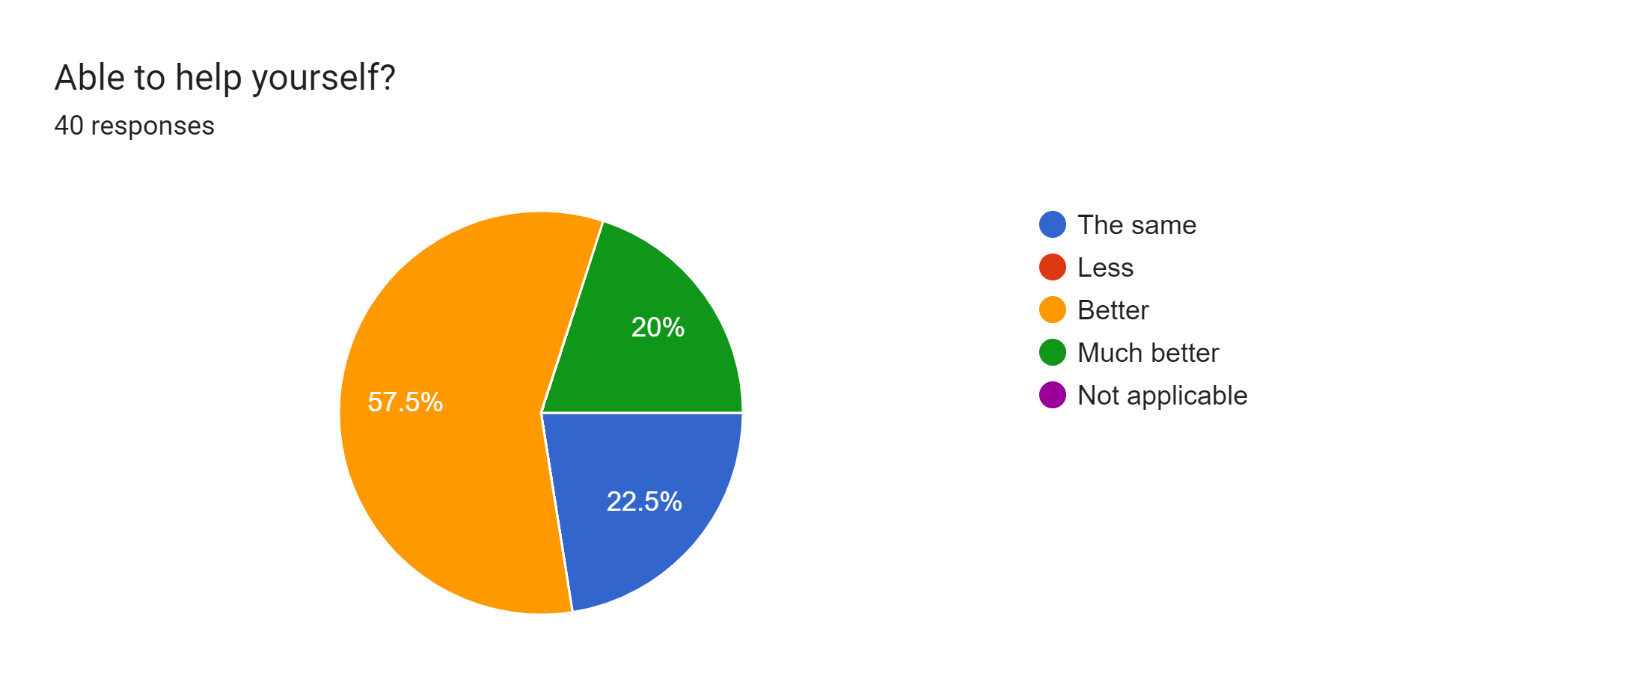 Able to help yourself?
40 responses
20%
57.5%
22.5%
The same
Less
Better
Much better
Not applicable